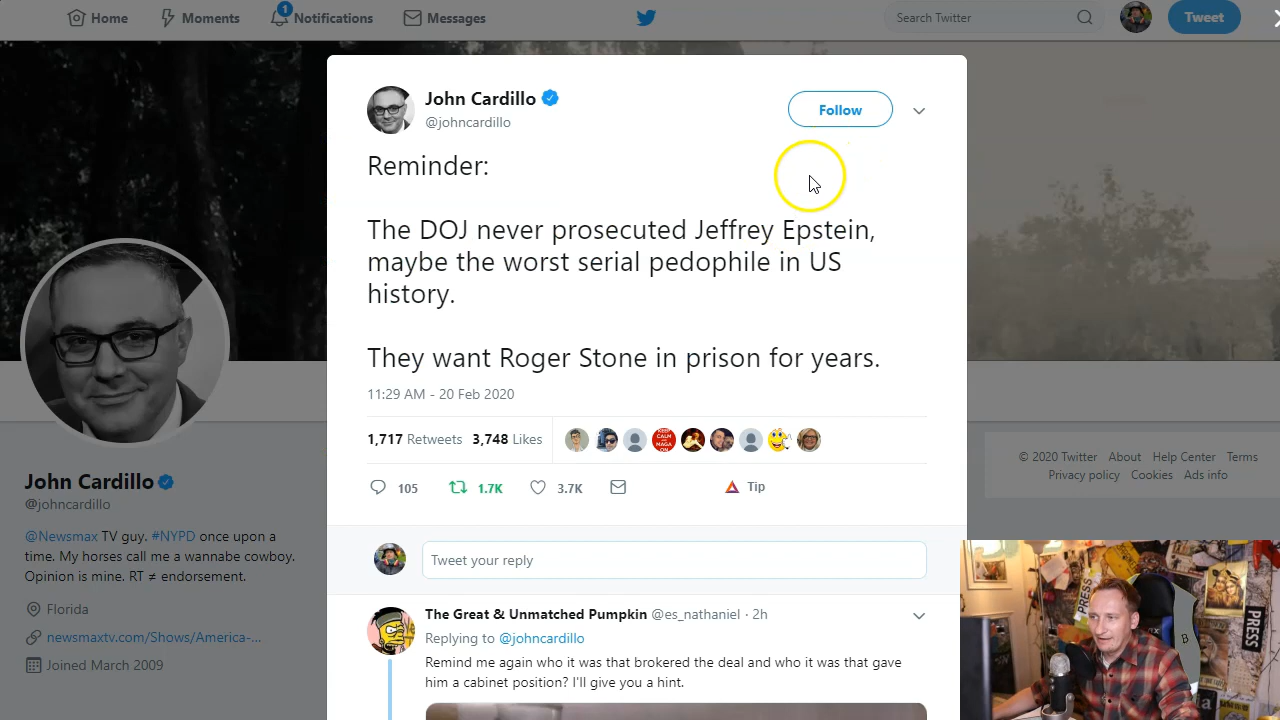 Home
Moments
1
Notifications
Messages
Search Twitter
Tweet
John Cardillo
@johncardillo
Follow
Reminder:
The DOJ never prosecuted Jeffrey Epstein,
maybe the worst serial pedophile in US
history.
They want Roger Stone in prison for years.
11:29 AM - 20 Feb 2020
1,717 Retweets 3,748 Likes
KEEP
CALM
MAGA
ON
105
1.7K
3.7K
Tip
Tweet your reply
The Great & Unmatched Pumpkin @es_nathaniel · 2h
Replying to @johncardillo
Remind me again who it was that brokered the deal and who it was that gave
him a cabinet position? I'll give you a hint.
John Cardillo
@johncardillo
@Newsmax TV guy. #NYPD once upon a
time. My horses call me a wannabe cowboy.
Opinion is mine. RT ≠ endorsement.
Florida
newsmaxtv.com/Shows/America-...
Joined March 2009
© 2020 Twitter About Help Center Terms
Privacy policy Cookies Ads info
PRESS
B
PRESS